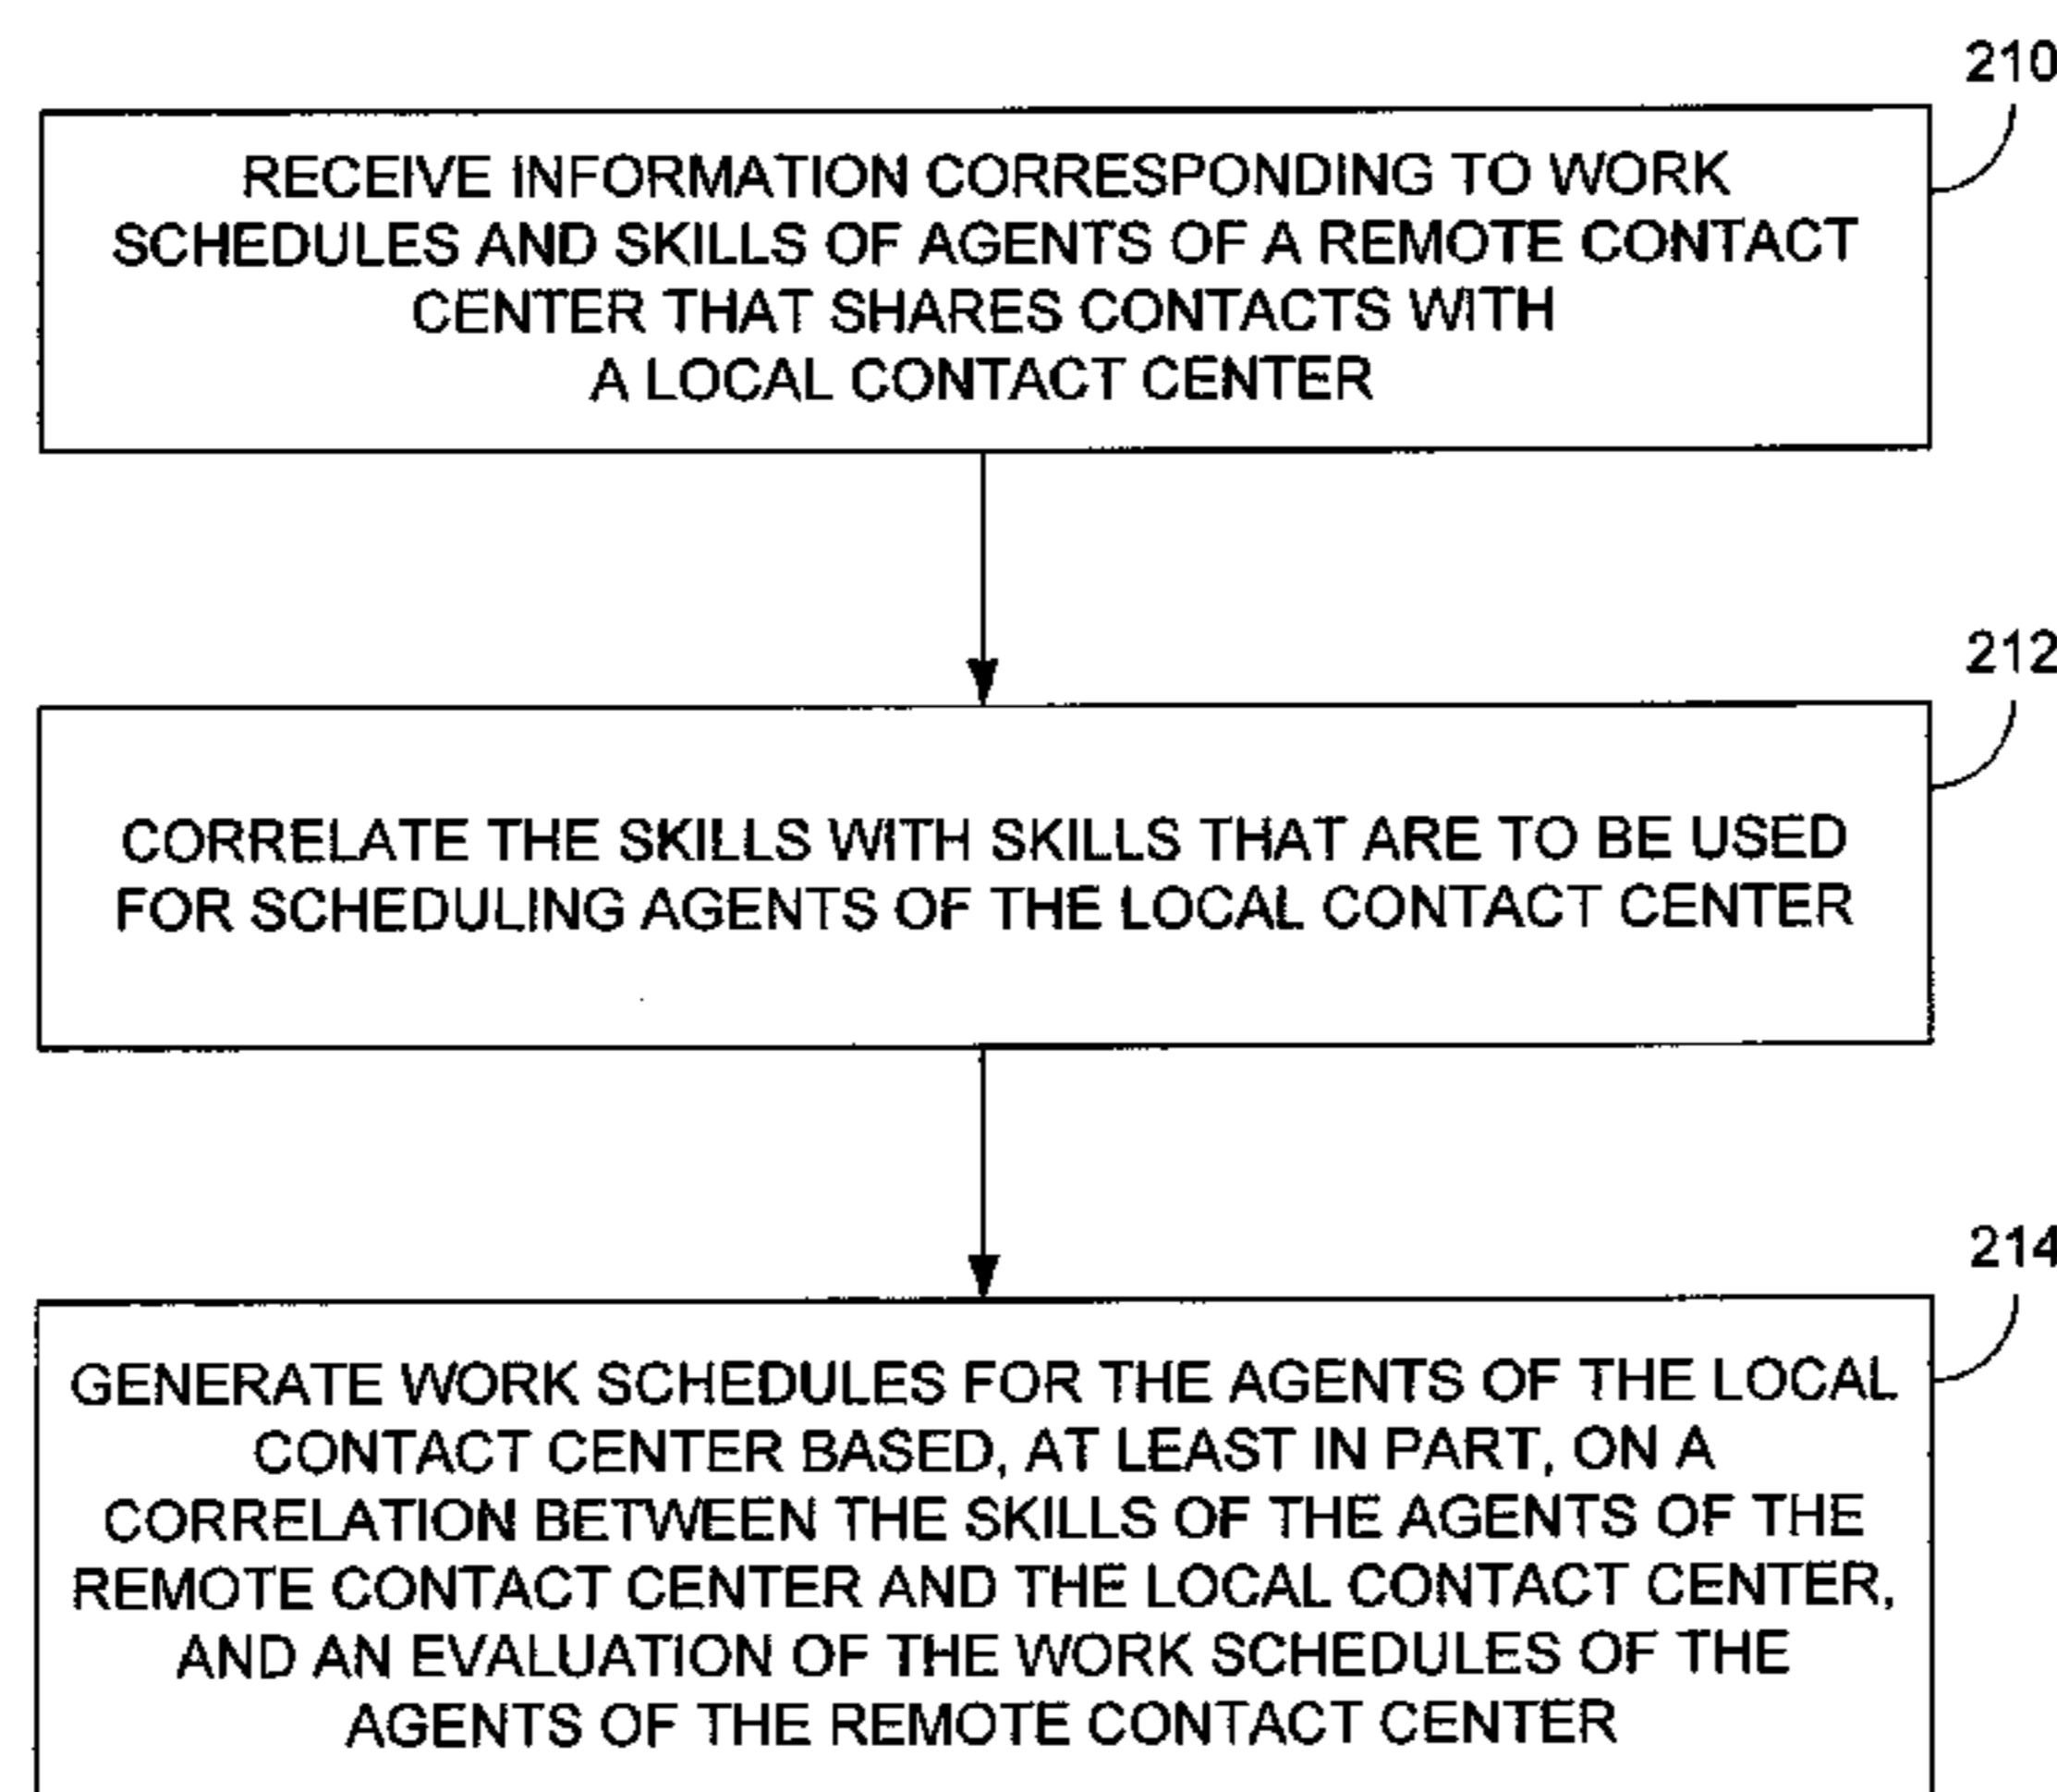 210
RECEIVE INFORMATION CORRESPONDING TO WORK
SCHEDULES AND SKILLS OF AGENTS OF A REMOTE CONTACT
CENTER THAT SHARES CONTACTS WITH
A LOCAL CONTACT CENTER
212
CORRELATE THE SKILLS WITH SKILLS THAT ARE TO BE USED
FOR SCHEDULING AGENTS OF THE LOCAL CONTACT CENTER
214
GENERATE WORK SCHEDULES FOR THE AGENTS OF THE LOCAL
CONTACT CENTER BASED, AT LEAST IN PART, ON A
CORRELATION BETWEEN THE SKILLS OF THE AGENTS OF THE
REMOTE CONTACT CENTER AND THE LOCAL CONTACT CENTER,
AND AN EVALUATION OF THE WORK SCHEDULES OF THE
AGENTS OF THE REMOTE CONTACT CENTER